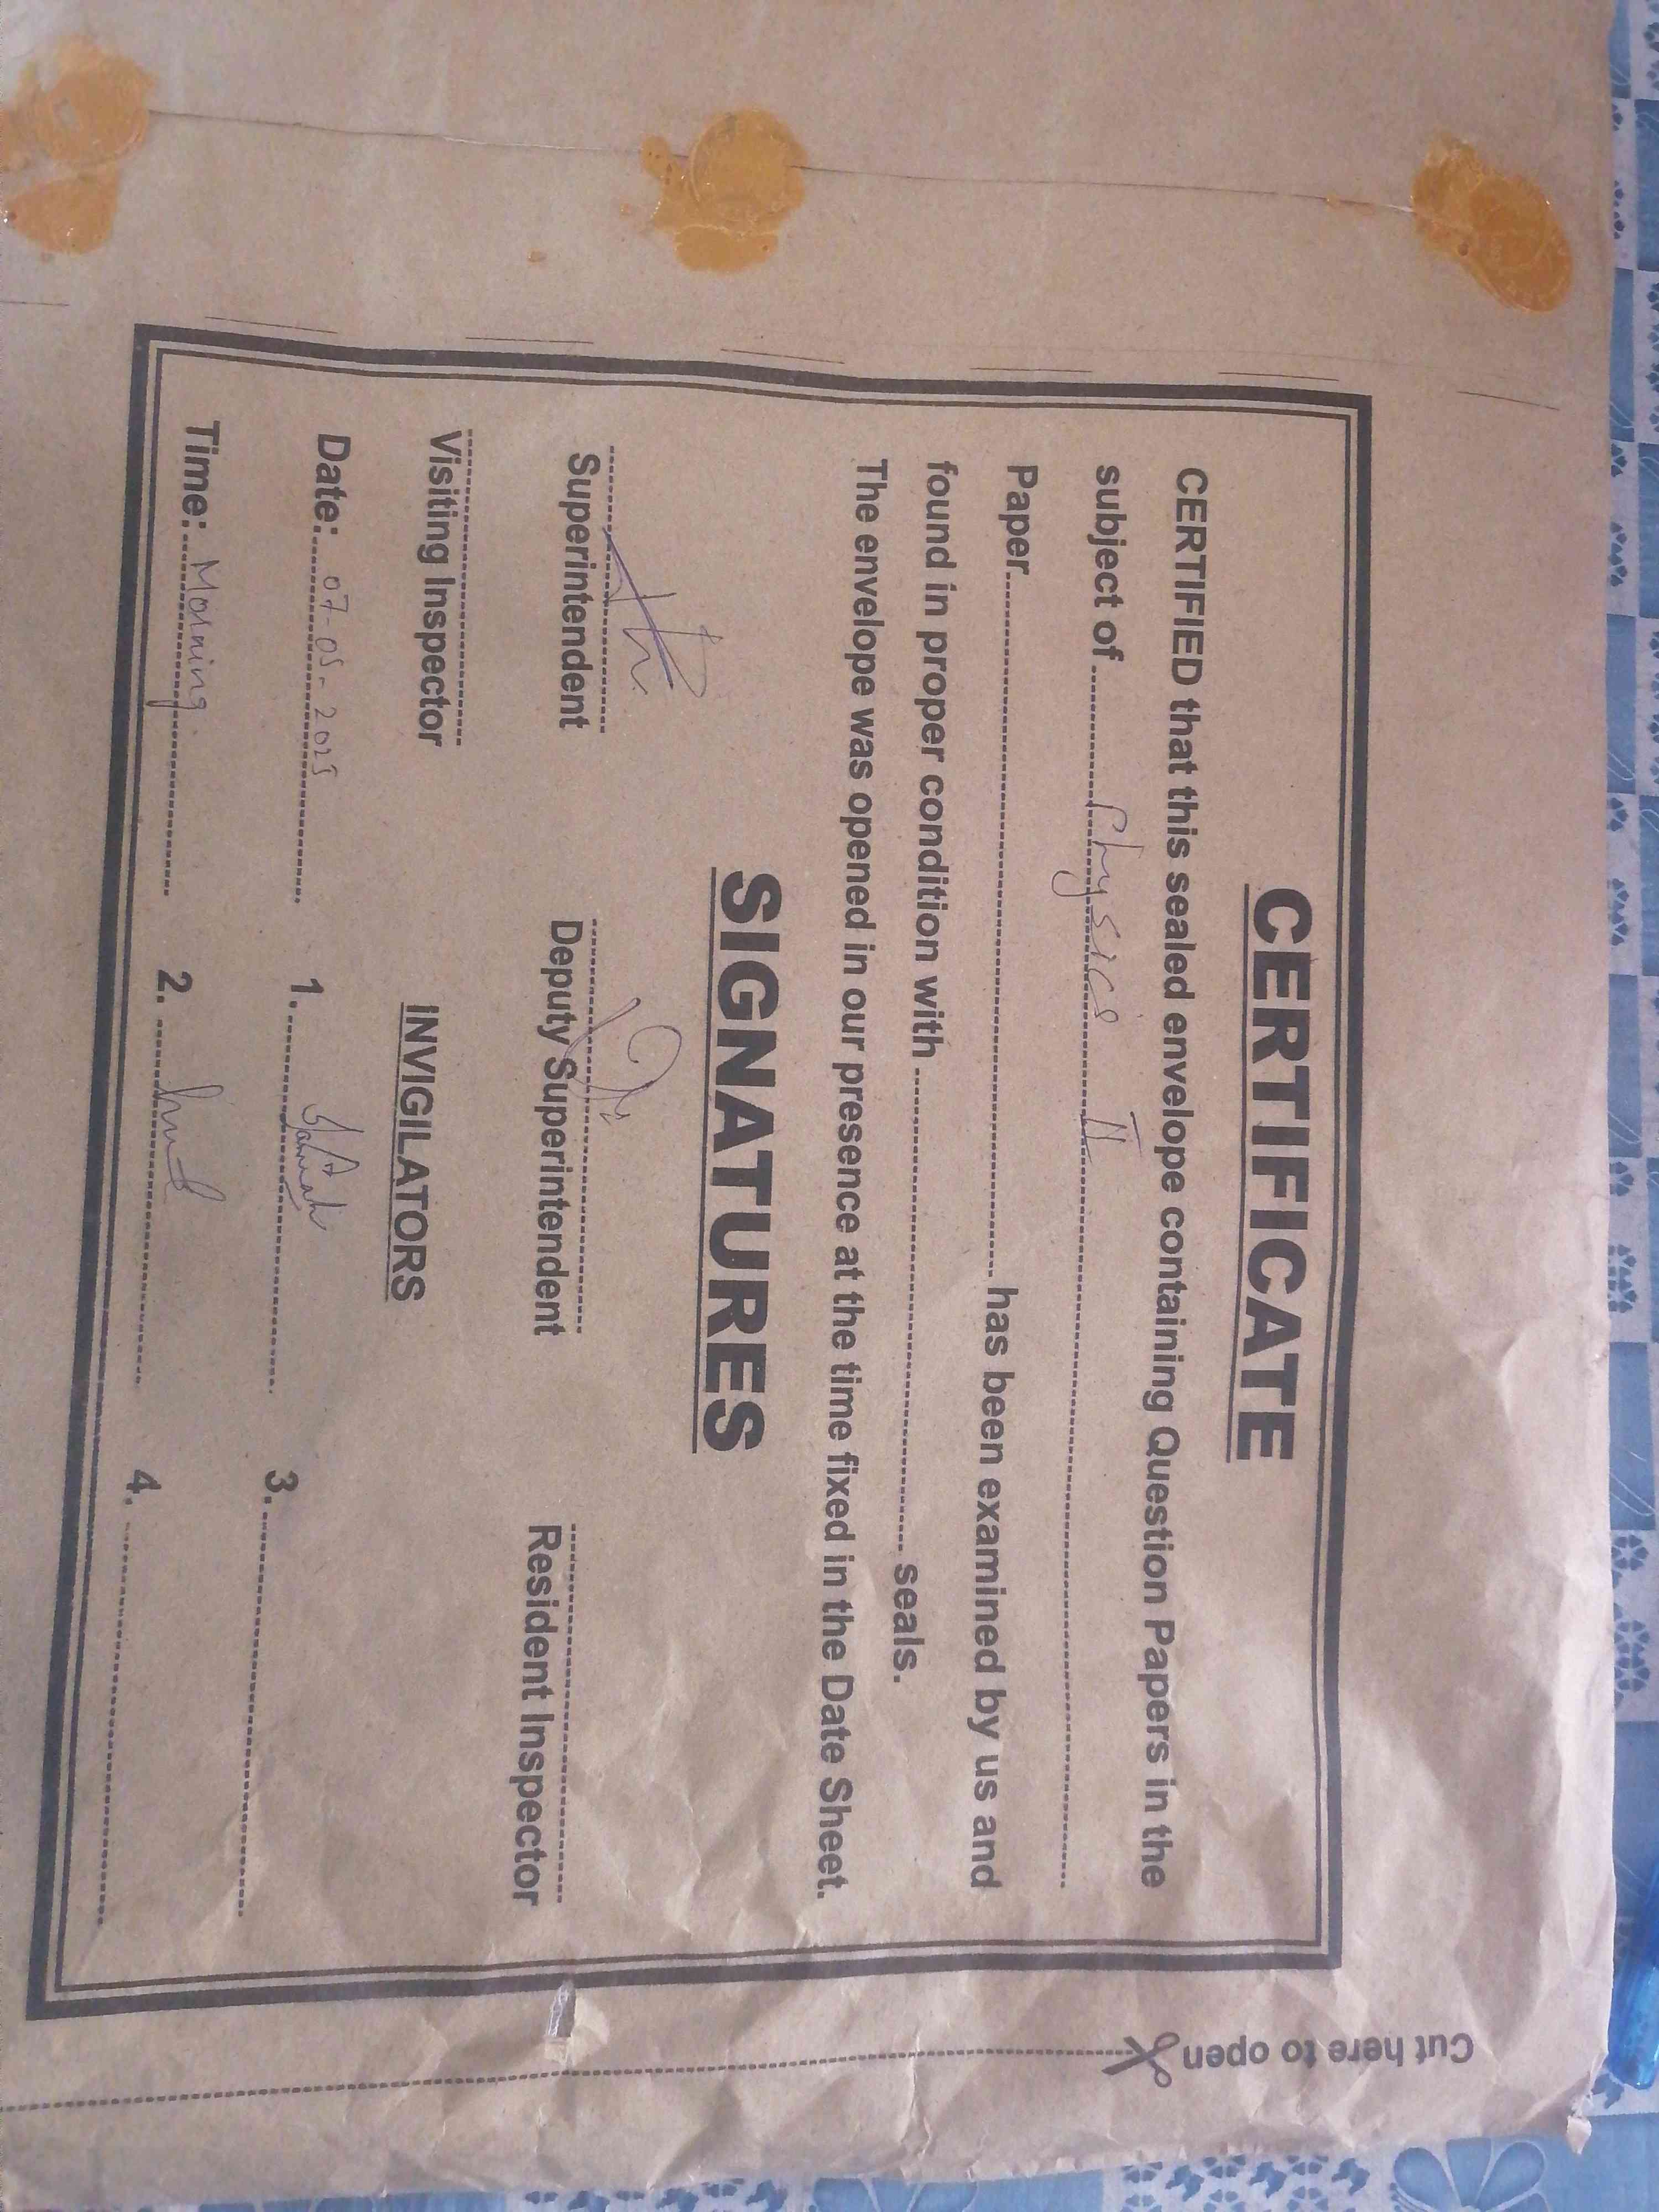 CERTIFICATE
CERTIFIED that this sealed envelope containing Question Papers in the
subject of Physics II
Paper has been examined by us and
found in proper condition with seals.
The envelope was opened in our presence at the time fixed in the Date Sheet.
SIGNATURES
Superintendent Deputy Superintendent Resident Inspector
Visiting Inspector INVIGILATORS
Date: 07-05-2025 1. 3.
Time: Morning 2. 4.
Cut here to open